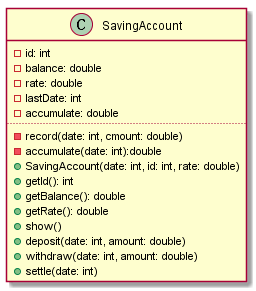 C SavingAccount
id: int
balance: double
rate: double
lastDate: int
accumulate: double
record(date: int, cmount: double)
accumulate(date: int):double
SavingAccount(date: int, id: int, rate: double)
getId(): int
getBalance(): double
getRate(): double
show()
deposit(date: int, amount: double)
withdraw(date: int, amount: double)
settle(date: int)